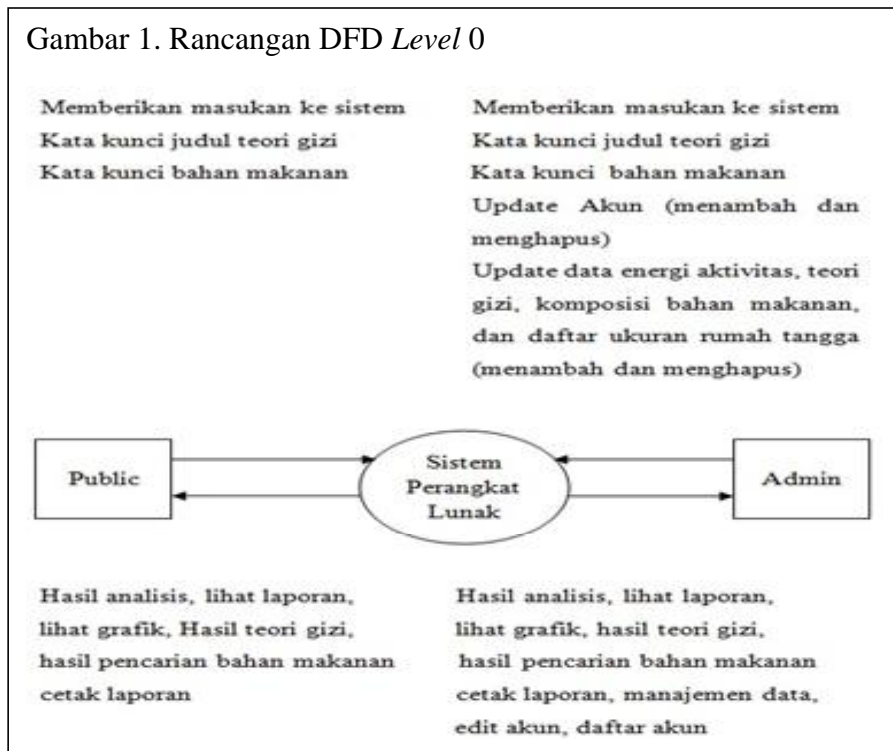 Gambar 1. Rancangan DFD Level 0
Memberikan masukan ke sistem
Kata kunci judul teori gizi
Kata kunci bahan makanan
Memberikan masukan ke sistem
Kata kunci judul teori gizi
Kata kunci bahan makanan
Update Akun (menambah dan
menghapus)
Update data energi aktivitas, teori
gizi, komposisi bahan makanan,
dan daftar ukuran rumah tangga
(menambah dan menghapus)
Public
Sistem
Perangkat
Lunak
Admin
Hasil analisis, lihat laporan,
lihat grafik, Hasil teori gizi,
hasil pencarian bahan makanan
cetak laporan
Hasil analisis, lihat laporan,
lihat grafik, hasil teori gizi,
hasil pencarian bahan makanan
cetak laporan, manajemen data,
edit akun, daftar akun